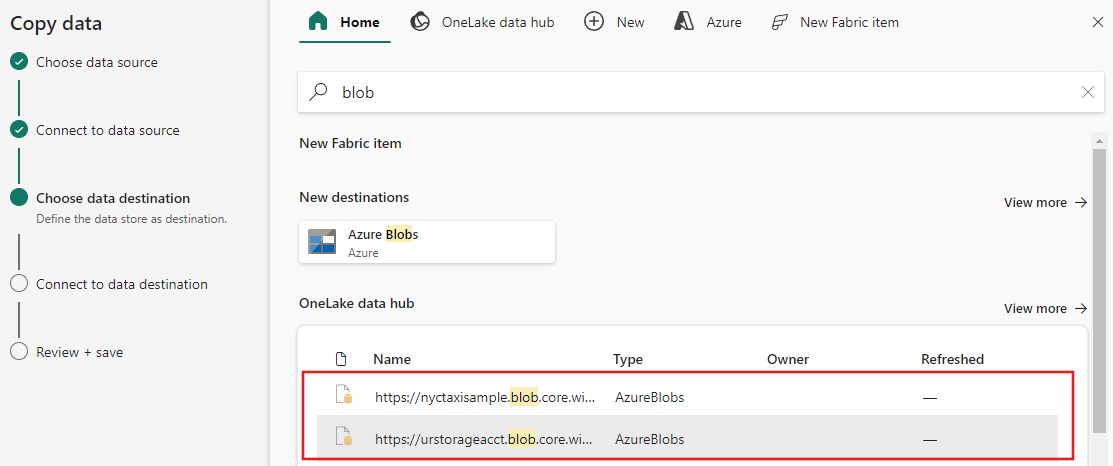 Copy data
Choose data source
Connect to data source
Choose data destination
Define the data store as destination.
Connect to data destination
Review + save
Home
OneLake data hub
New
Azure
New Fabric item
blob
New Fabric item
New destinations
View more
Azure Blobs
Azure
OneLake data hub
View more
Name Type Owner Refreshed
https://nyctaxisample.blob.core.wi... AzureBlobs —
https://urstorageacct.blob.core.wi... AzureBlobs —